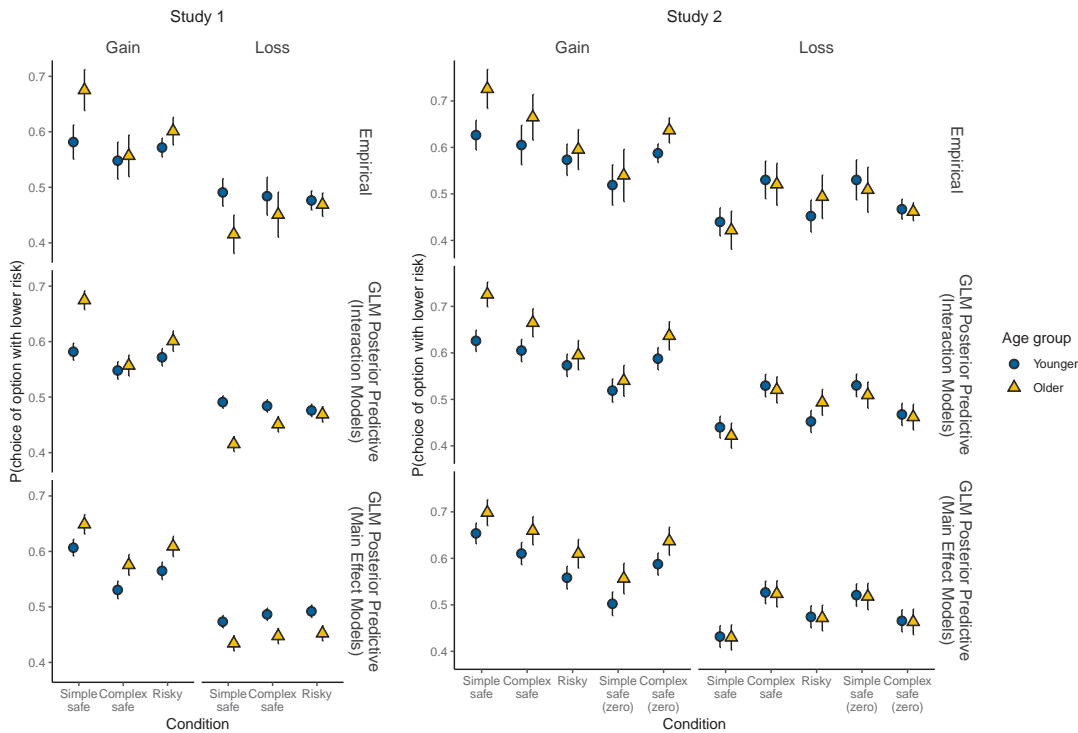 Study 1
Study 2
Gain
Loss
Gain
Loss
0.7
0.6
0.5
0.4
Empirical
0.7
0.6
0.5
0.4
GLM Posterior Predictive
(Interaction Models)
0.7
0.6
0.5
0.4
GLM Posterior Predictive
(Main Effect Models)
P(choice of option with lower risk)
Simple
safe
Complex
safe
Risky
Simple
safe
Complex
safe
Risky
Condition
0.7
0.6
0.5
0.4
Empirical
0.7
0.6
0.5
0.4
GLM Posterior Predictive
(Interaction Models)
0.7
0.6
0.5
0.4
GLM Posterior Predictive
(Main Effect Models)
P(choice of option with lower risk)
Simple
safe
Complex
safe
Risky
Simple
safe
(zero)
Complex
safe
(zero)
Simple
safe
Complex
safe
Risky
Simple
safe
(zero)
Complex
safe
(zero)
Condition
Age group
Younger
Older